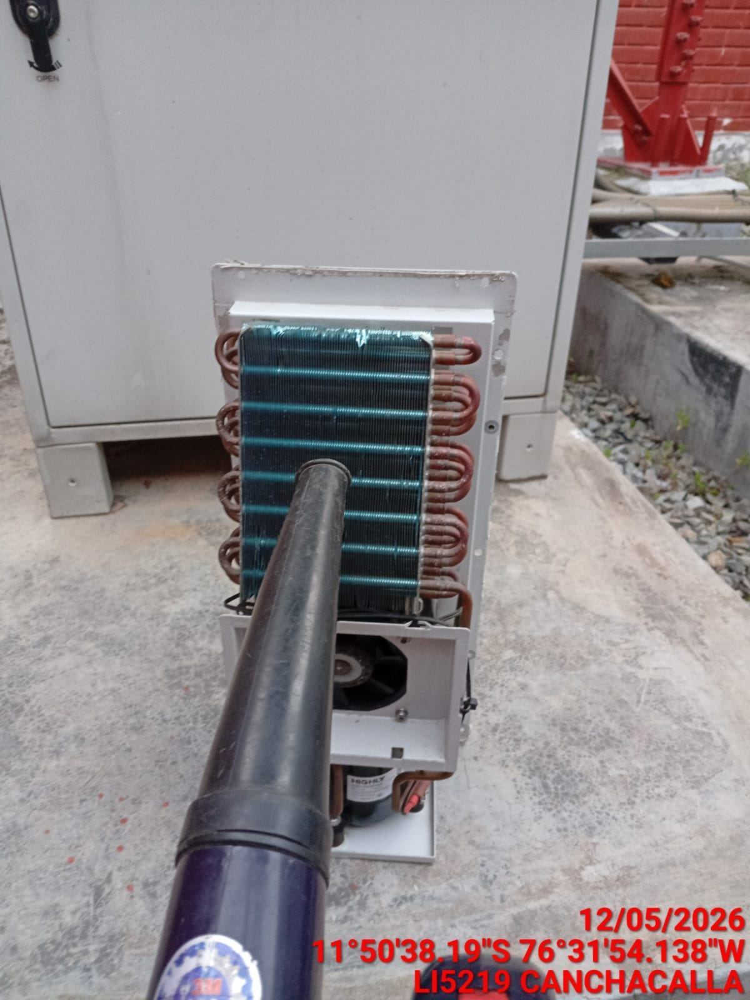 OPEN
HIGHLY
12/05/2026
11°50'38.19"S 76°31'54.138"W
LI5219 CANCHACALLA